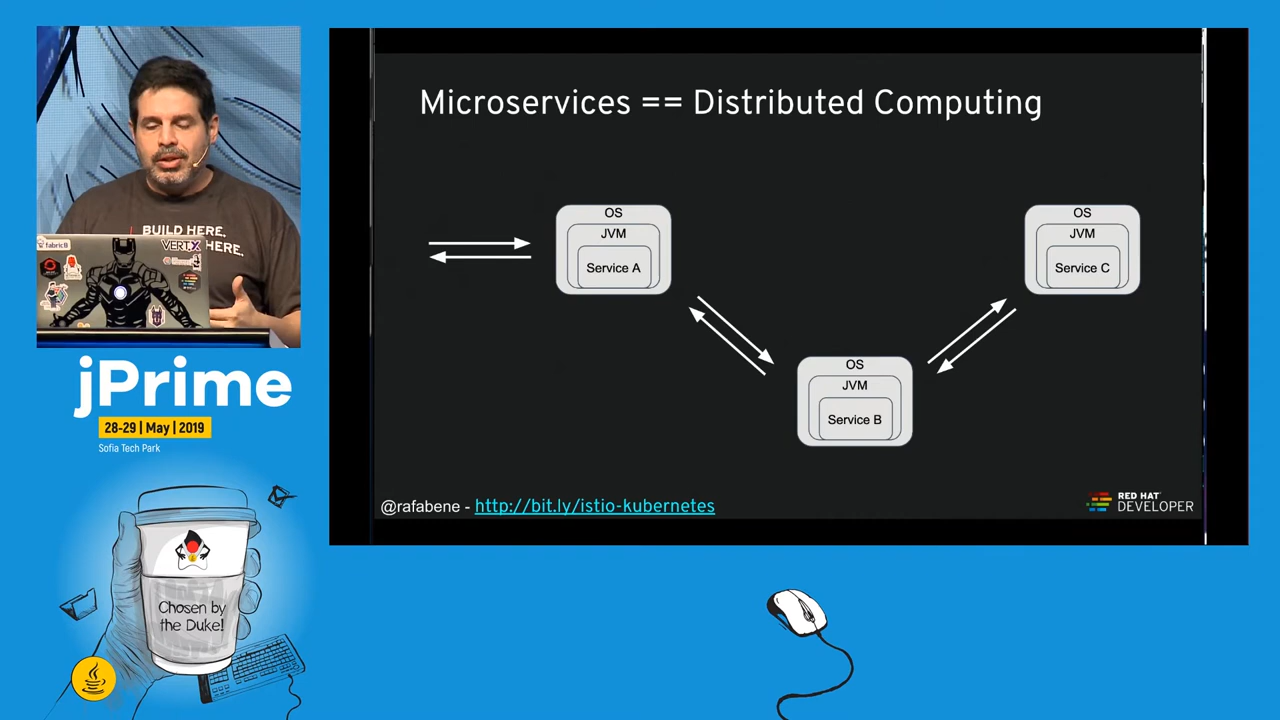 Microservices == Distributed Computing
OS
JVM
Service A
OS
JVM
Service C
OS
JVM
Service B
@rafabene - http://bit.ly/istio-kubernetes
RED HAT
DEVELOPER
BUILD HERE.
HERE.
fabric8
VERT.X
jPrime
28-29 | May | 2019
Sofia Tech Park
Chosen by
the Duke!